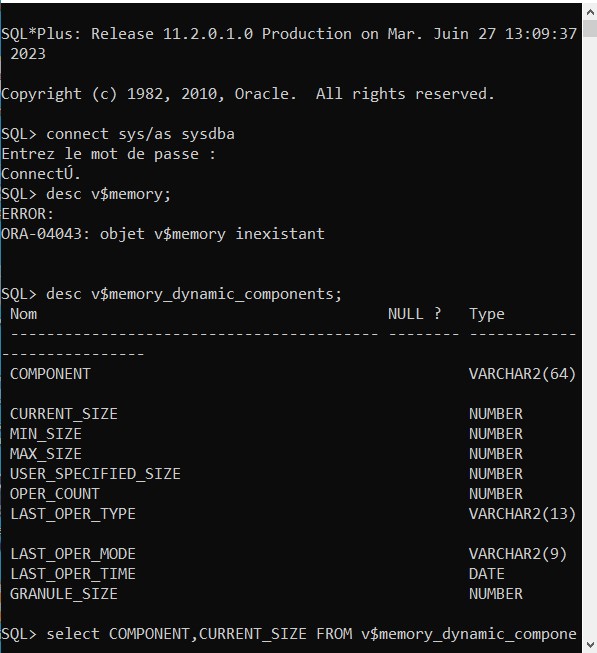 SQL*Plus: Release 11.2.0.1.0 Production on Mar. Juin 27 13:09:37
2023
Copyright (c) 1982, 2010, Oracle.  All rights reserved.
SQL> connect sys/as sysdba
Entrez le mot de passe :
ConnectÚ.
SQL> desc v$memory;
ERROR:
ORA-04043: objet v$memory inexistant
SQL> desc v$memory_dynamic_components;
Nom NULL ? Type
----------------------------------------- -------- ------------
----------------
COMPONENT VARCHAR2(64)
CURRENT_SIZE NUMBER
MIN_SIZE NUMBER
MAX_SIZE NUMBER
USER_SPECIFIED_SIZE NUMBER
OPER_COUNT NUMBER
LAST_OPER_TYPE VARCHAR2(13)
LAST_OPER_MODE VARCHAR2(9)
LAST_OPER_TIME DATE
GRANULE_SIZE NUMBER
SQL> select COMPONENT,CURRENT_SIZE FROM v$memory_dynamic_compone